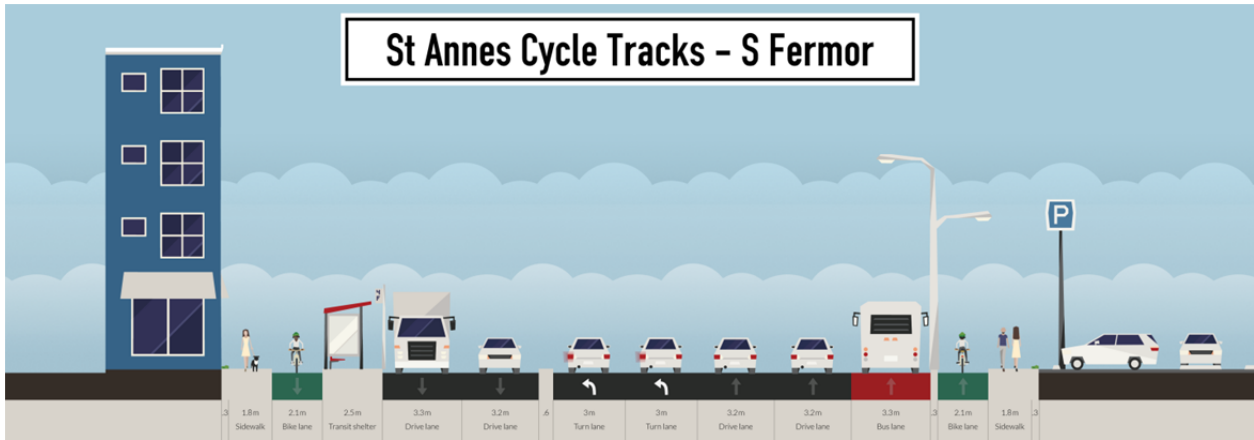 St Annes Cycle Tracks - S Fermor
P
.3
1.8m
Sidewalk
2.1m
Bike lane
2.5m
Transit shelter
3.3m
Drive lane
3.2m
Drive lane
.6
3m
Turn lane
3m
Turn lane
3.2m
Drive lane
3.2m
Drive lane
3.3m
Bus lane
.3
2.1m
Bike lane
1.8m
Sidewalk
.3